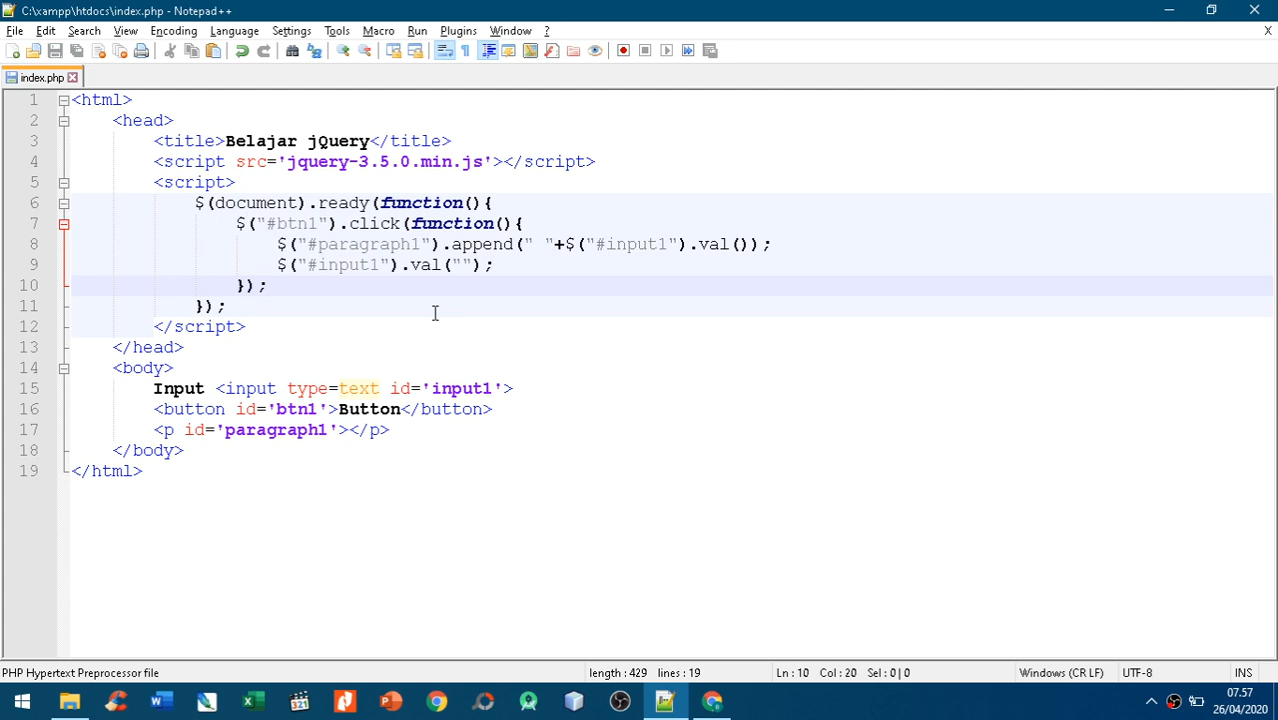 C:\xampp\htdocs\index.php - Notepad++
File Edit Search View Encoding Language Settings Tools Macro Run Plugins Window ? X
index.php
1 <html>
2 <head>
3 <title>Belajar jQuery</title>
4 <script src='jquery-3.5.0.min.js'></script>
5 <script>
6 $(document).ready(function(){
7 $("#btn1").click(function(){
8 $("#paragraph1").append(" "+$("#input1").val());
9 $("#input1").val("");
10 });
11 });
12 </script>
13 </head>
14 <body>
15 Input <input type=text id='input1'>
16 <button id='btn1'>Button</button>
17 <p id='paragraph1'></p>
18 </body>
19 </html>
PHP Hypertext Preprocessor file length : 429 lines : 19 Ln : 10 Col : 20 Sel : 0 | 0 Windows (CR LF) UTF-8 INS
07.57
26/04/2020